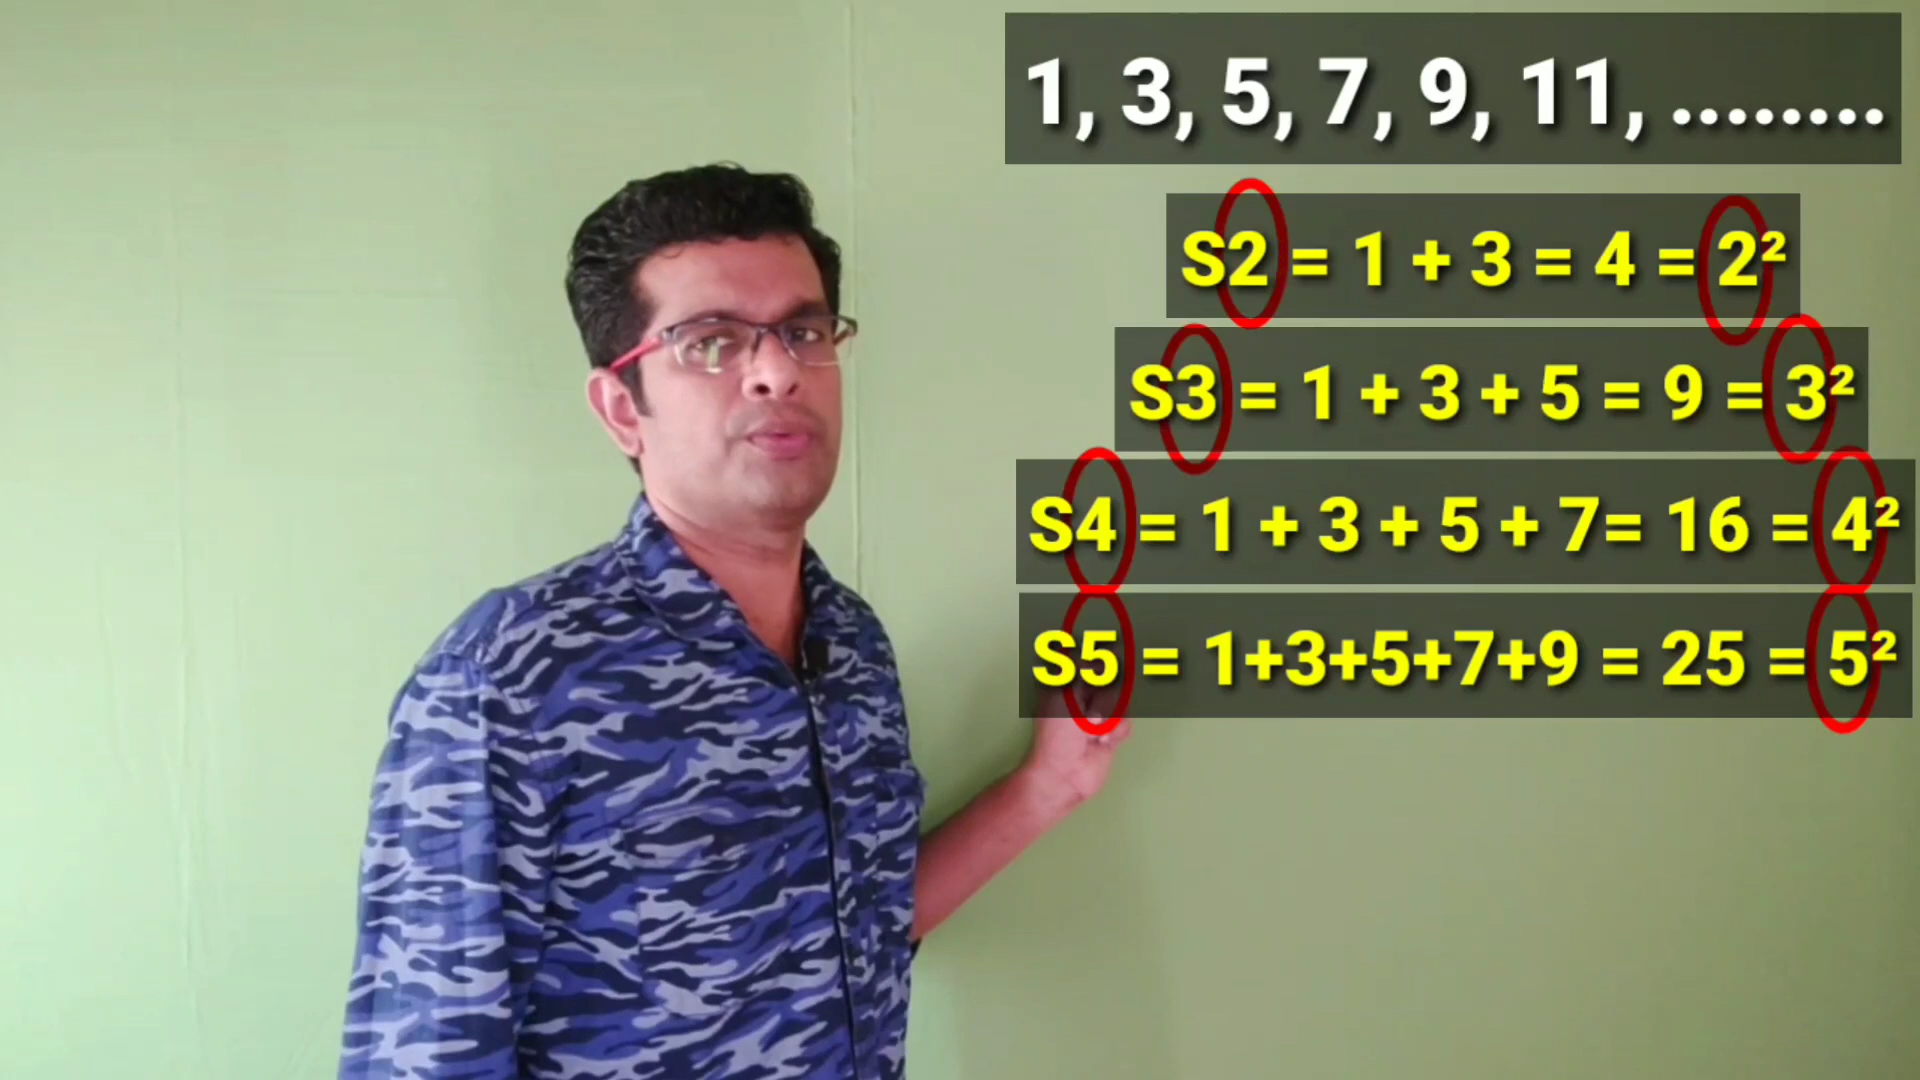 1, 3, 5, 7, 9, 11, ........
S2 = 1 + 3 = 4 = 2²
S3 = 1 + 3 + 5 = 9 = 3²
S4 = 1 + 3 + 5 + 7= 16 = 4²
S5 = 1+3+5+7+9 = 25 = 5²